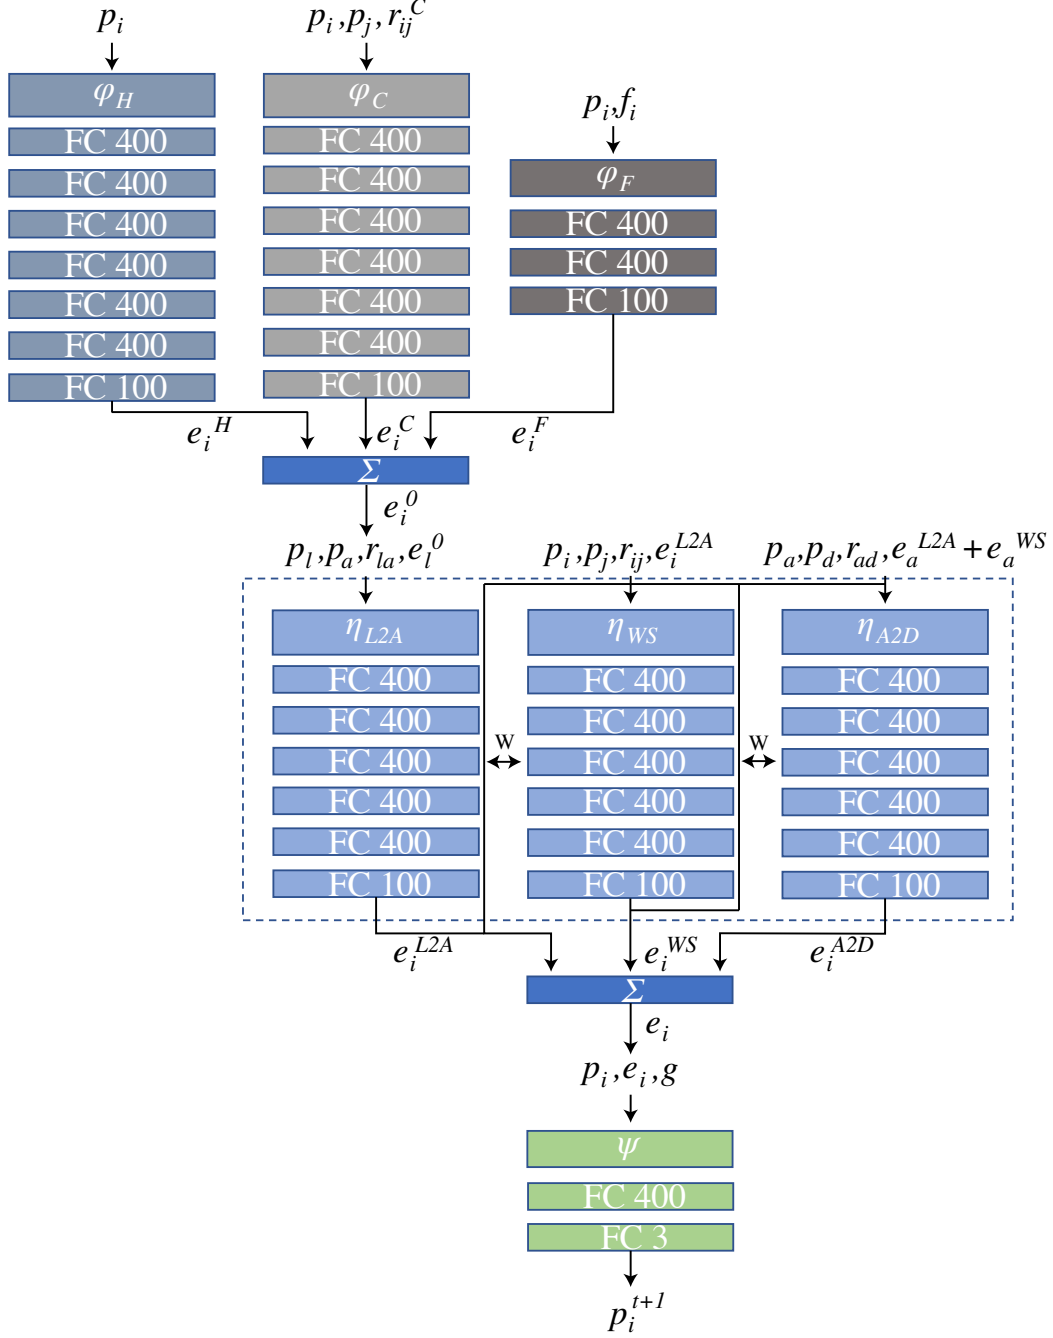 p_i
φ_H
FC 400
FC 400
FC 400
FC 400
FC 400
FC 400
FC 100
e_i^H
p_i,p_j,r_ij^C
φ_C
FC 400
FC 400
FC 400
FC 400
FC 400
FC 400
FC 100
e_i^C
p_i,f_i
φ_F
FC 400
FC 400
FC 100
e_i^F
Σ
e_i^0
p_l,p_a,r_la,e_l^0
η_L2A
FC 400
FC 400
FC 400
FC 400
FC 400
FC 100
e_i^L2A
w
p_i,p_j,r_ij,e_i^L2A
η_WS
FC 400
FC 400
FC 400
FC 400
FC 400
FC 100
e_i^WS
w
p_a,p_d,r_ad,e_a^L2A+e_a^WS
η_A2D
FC 400
FC 400
FC 400
FC 400
FC 400
FC 100
e_i^A2D
Σ
e_i
p_i,e_i,g
ψ
FC 400
FC 3
p_i^t+1